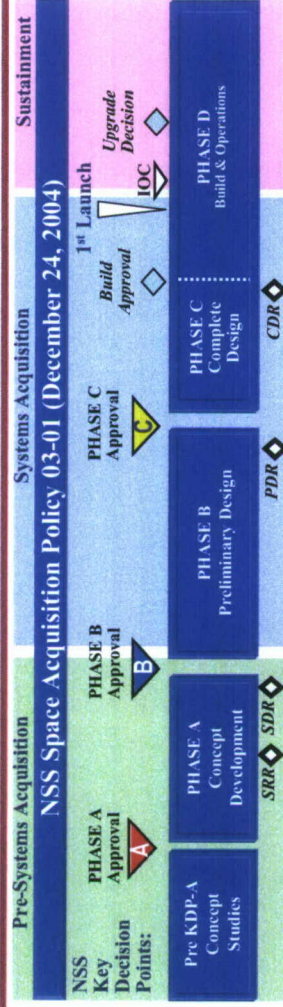 Pre-Systems Acquisition
Systems Acquisition
Sustainment
NSS Space Acquisition Policy 03-01 (December 24, 2004)
NSS
Key
Decision
Points:
PHASE A
Approval
A
PHASE B
Approval
B
PHASE C
Approval
C
Build
Approval
1st Launch
IOC
Upgrade
Decision
Pre KDP-A
Concept
Studies
PHASE A
Concept
Development
PHASE B
Preliminary Design
PHASE C
Complete
Design
PHASE D
Build & Operations
SRR
SDR
PDR
CDR